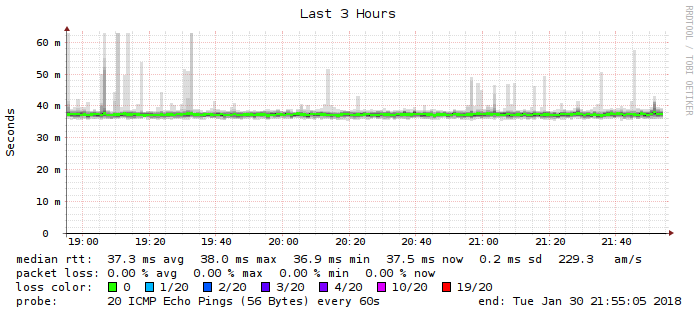 Last 3 Hours
RRDTOOL / TOBI OETIKER
Seconds
60 m
50 m
40 m
30 m
20 m
10 m
0
19:00 19:20 19:40 20:00 20:20 20:40 21:00 21:20 21:40
median rtt: 37.3 ms avg 38.0 ms max 36.9 ms min 37.5 ms now 0.2 ms sd 229.3 am/s
packet loss: 0.00 % avg 0.00 % max 0.00 % min 0.00 % now
loss color: 0 1/20 2/20 3/20 4/20 10/20 19/20
probe: 20 ICMP Echo Pings (56 Bytes) every 60s end: Tue Jan 30 21:55:05 2018